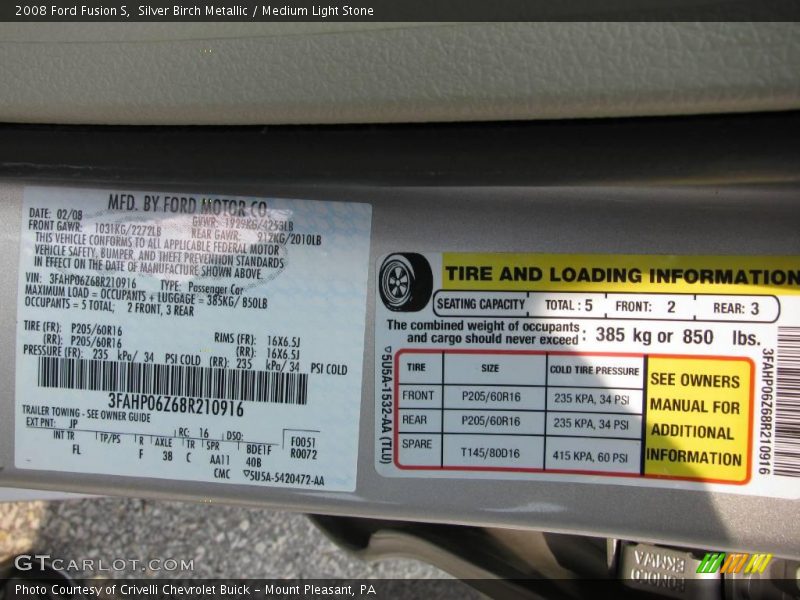 2008 Ford Fusion S,  Silver Birch Metallic / Medium Light Stone
MFD. BY FORD MOTOR CO.
DATE: 02/08
GVWR: 1929KG/4253LB
FRONT GAWR: 1031KG/2272LB
REAR GAWR: 912KG/2010LB
THIS VEHICLE CONFORMS TO ALL APPLICABLE FEDERAL MOTOR
VEHICLE SAFETY, BUMPER, AND THEFT PREVENTION STANDARDS
IN EFFECT ON THE DATE OF MANUFACTURE SHOWN ABOVE.
VIN: 3FAHP06Z68R210916 TYPE: Passenger Car
MAXIMUM LOAD = OCCUPANTS + LUGGAGE = 385KG/ 850LB
OCCUPANTS = 5 TOTAL; 2 FRONT, 3 REAR
TIRE (FR): P205/60R16 RIMS (FR): 16X6.5J
(RR): P205/60R16 (RR): 16X6.5J
PRESSURE (FR): 235 kPa/ 34 PSI COLD (RR): 235 kPa/ 34 PSI COLD
3FAHP06Z68R210916
TRAILER TOWING - SEE OWNER GUIDE
EXT PNT: JP RC: 16 DSO: F0051
INT TR TP/PS R AXLE TR SPR BDE1F R0072
FL F 3B C AA11 40B
CMC ▽5U5A-5420472-AA
TIRE AND LOADING INFORMATION
SEATING CAPACITY TOTAL : 5 FRONT: 2 REAR: 3
The combined weight of occupants
and cargo should never exceed : 385 kg or 850 lbs.
▽5U5A-1532-AA (TLU)
TIRE SIZE COLD TIRE PRESSURE
FRONT P205/60R16 235 KPA, 34 PSI
REAR P205/60R16 235 KPA, 34 PSI
SPARE T145/80D16 415 KPA, 60 PSI
SEE OWNERS
MANUAL FOR
ADDITIONAL
INFORMATION
3FAHP06Z68R210916
GTCARLOT.COM
Photo Courtesy of Crivelli Chevrolet Buick - Mount Pleasant, PA